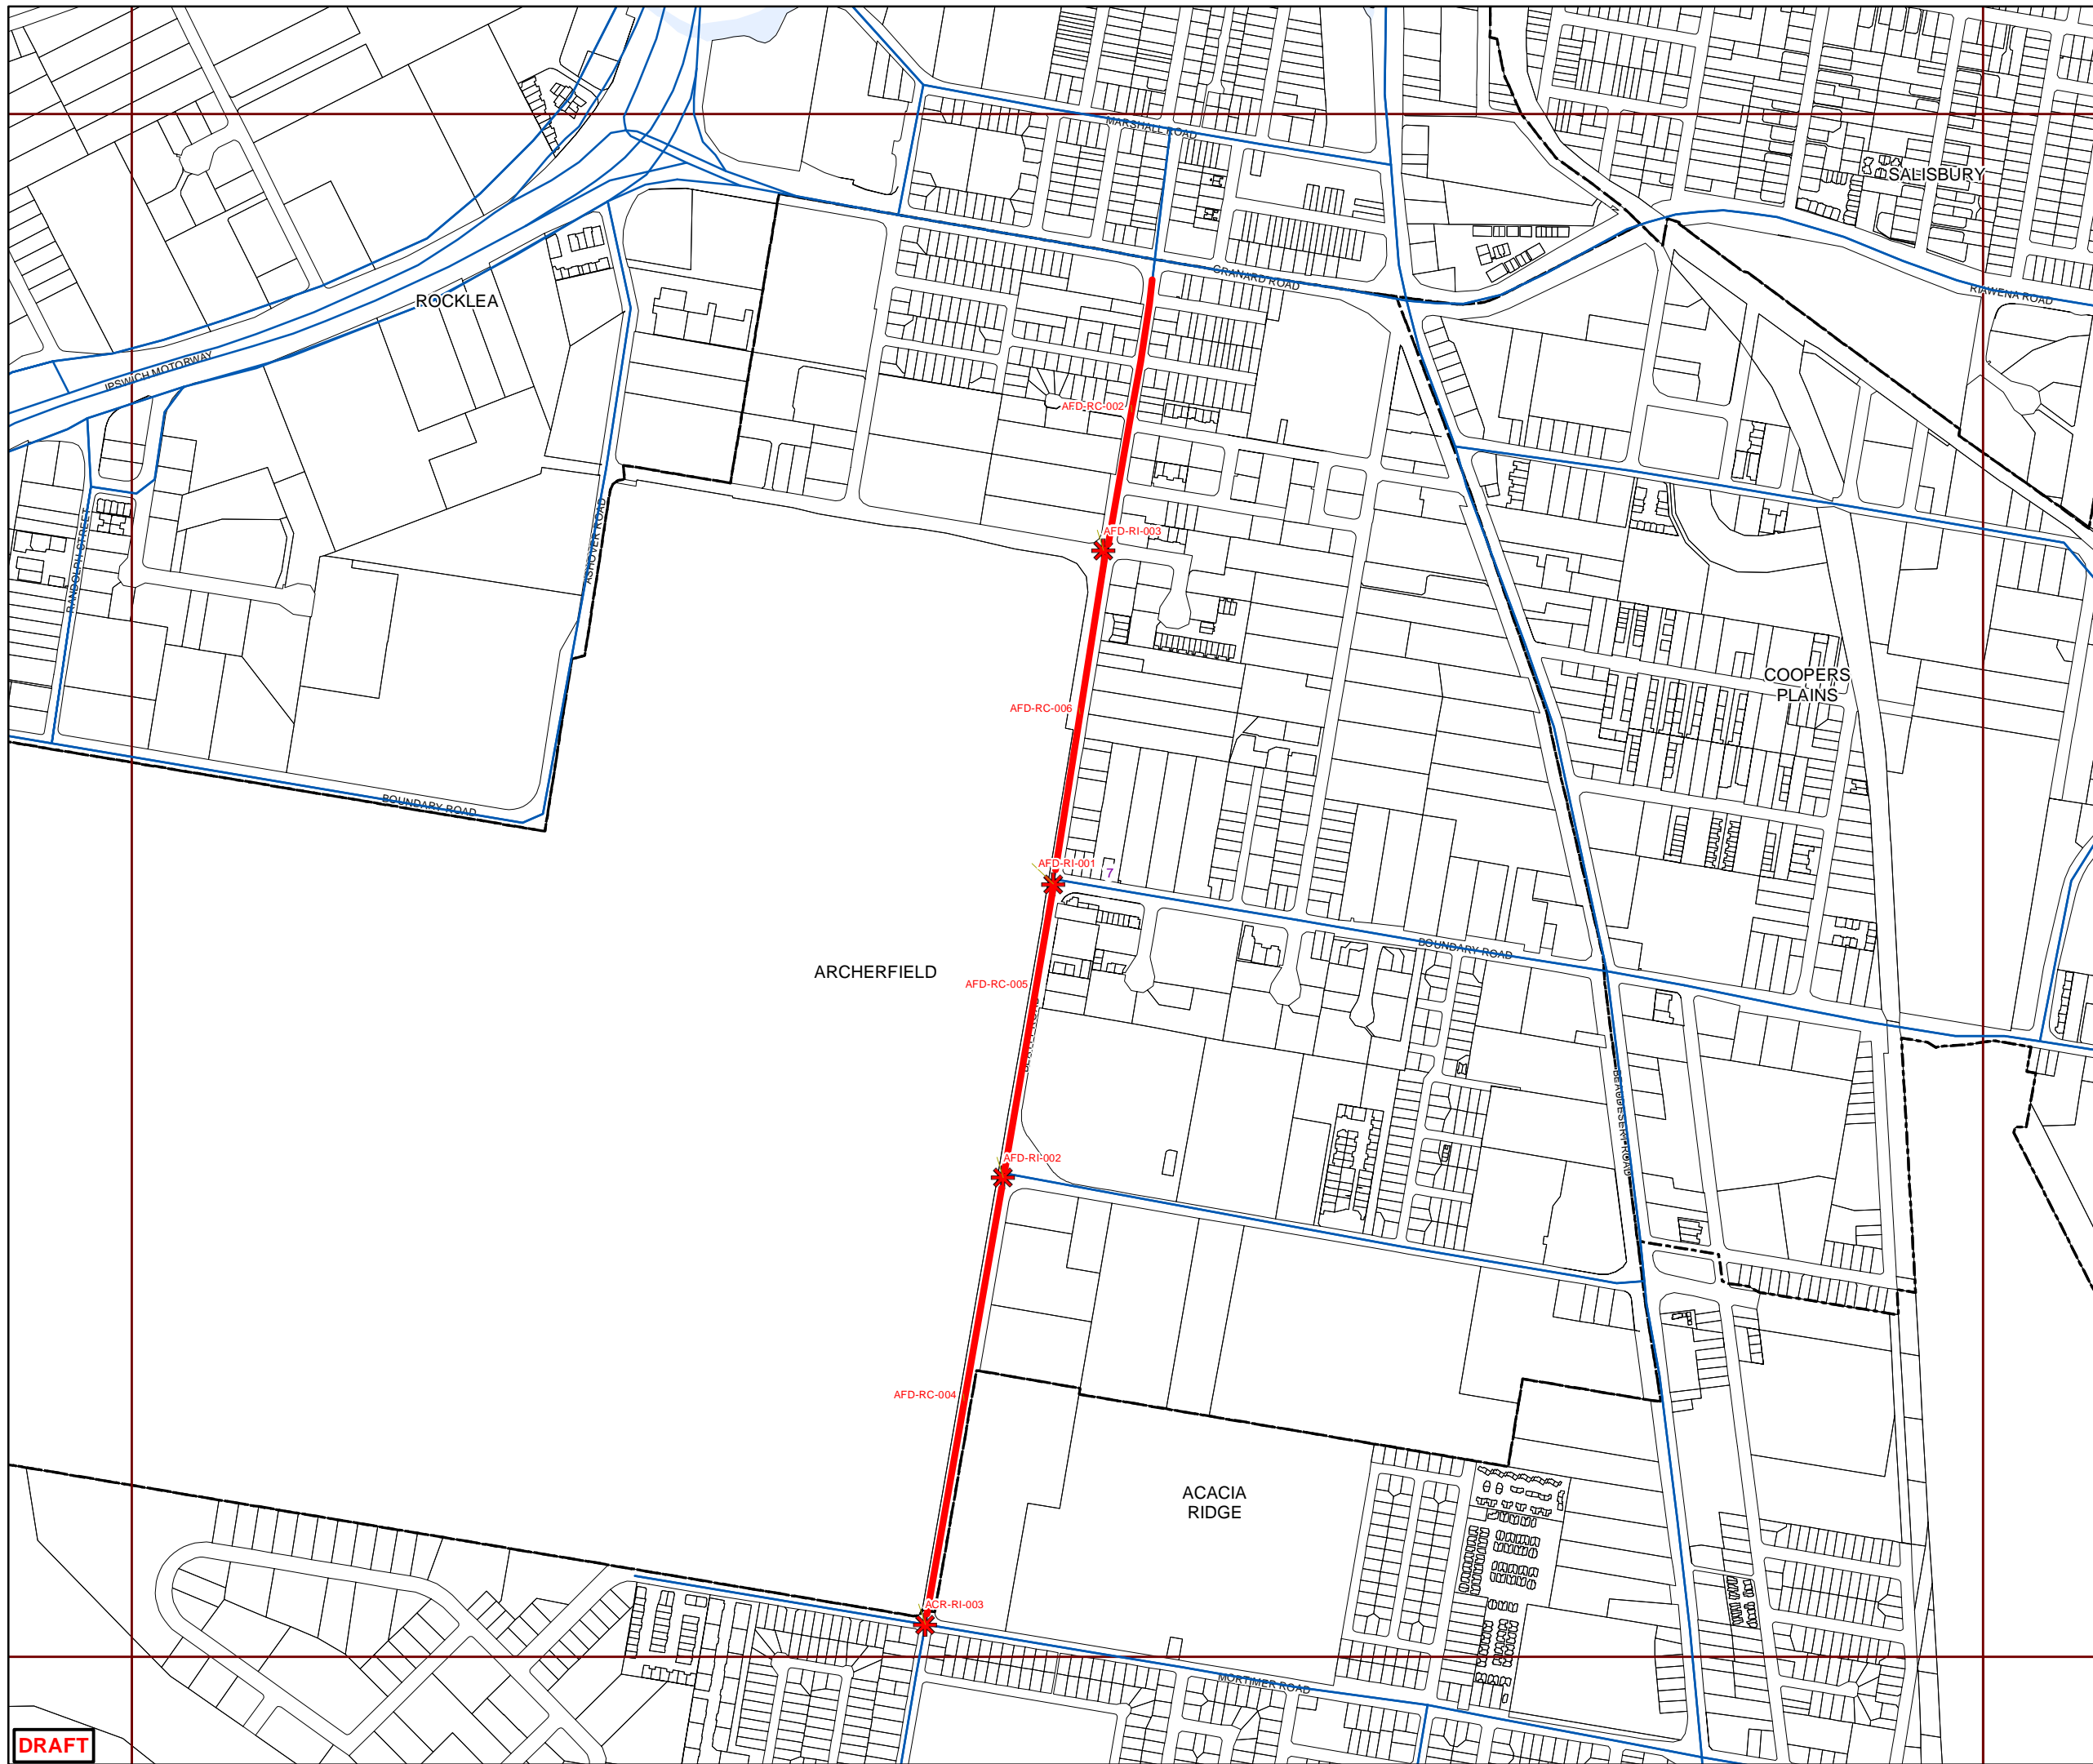 MARSHALL ROAD
SALISBURY
GRANARD ROAD
RIAWENA ROAD
ROCKLEA
IPSWICH MOTORWAY
AFD-RC-002
RANDOLPH STREET
ASHOVER ROAD
AFD-RI-003
COOPERS
PLAINS
AFD-RC-006
BOUNDARY ROAD
AFD-RI-001
7
BOUNDARY ROAD
ARCHERFIELD
AFD-RC-005
BEAUDESERT ROAD
AFD-RI-002
AFD-RC-004
ACACIA
RIDGE
ACR-RI-003
MORTIMER ROAD
DRAFT